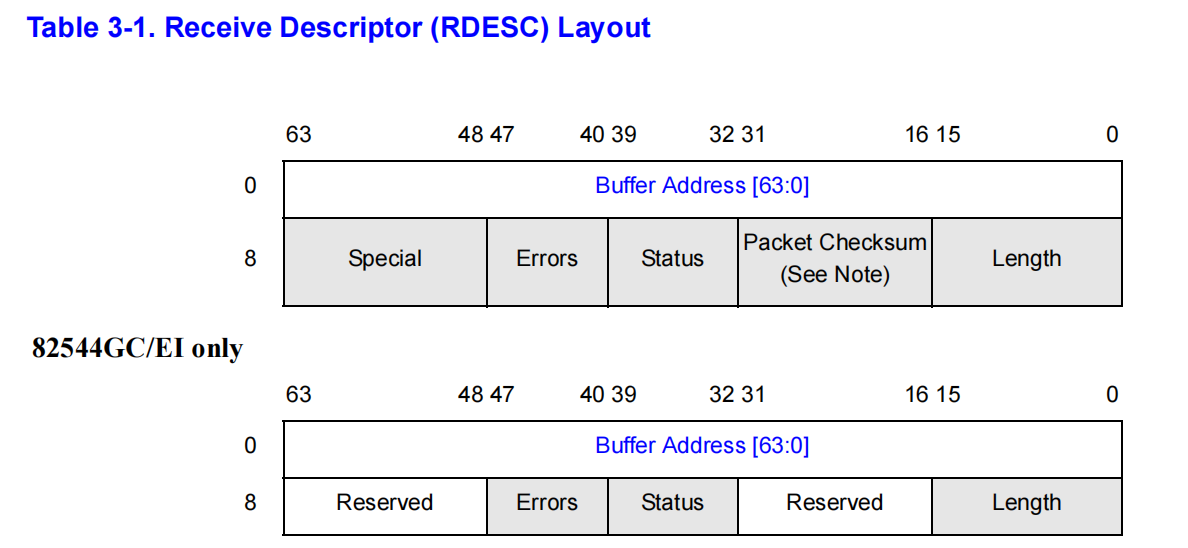 Table 3-1. Receive Descriptor (RDESC) Layout
63 48 47 40 39 32 31 16 15 0
0 Buffer Address [63:0]
8 Special Errors Status Packet Checksum (See Note) Length
82544GC/EI only
63 48 47 40 39 32 31 16 15 0
0 Buffer Address [63:0]
8 Reserved Errors Status Reserved Length